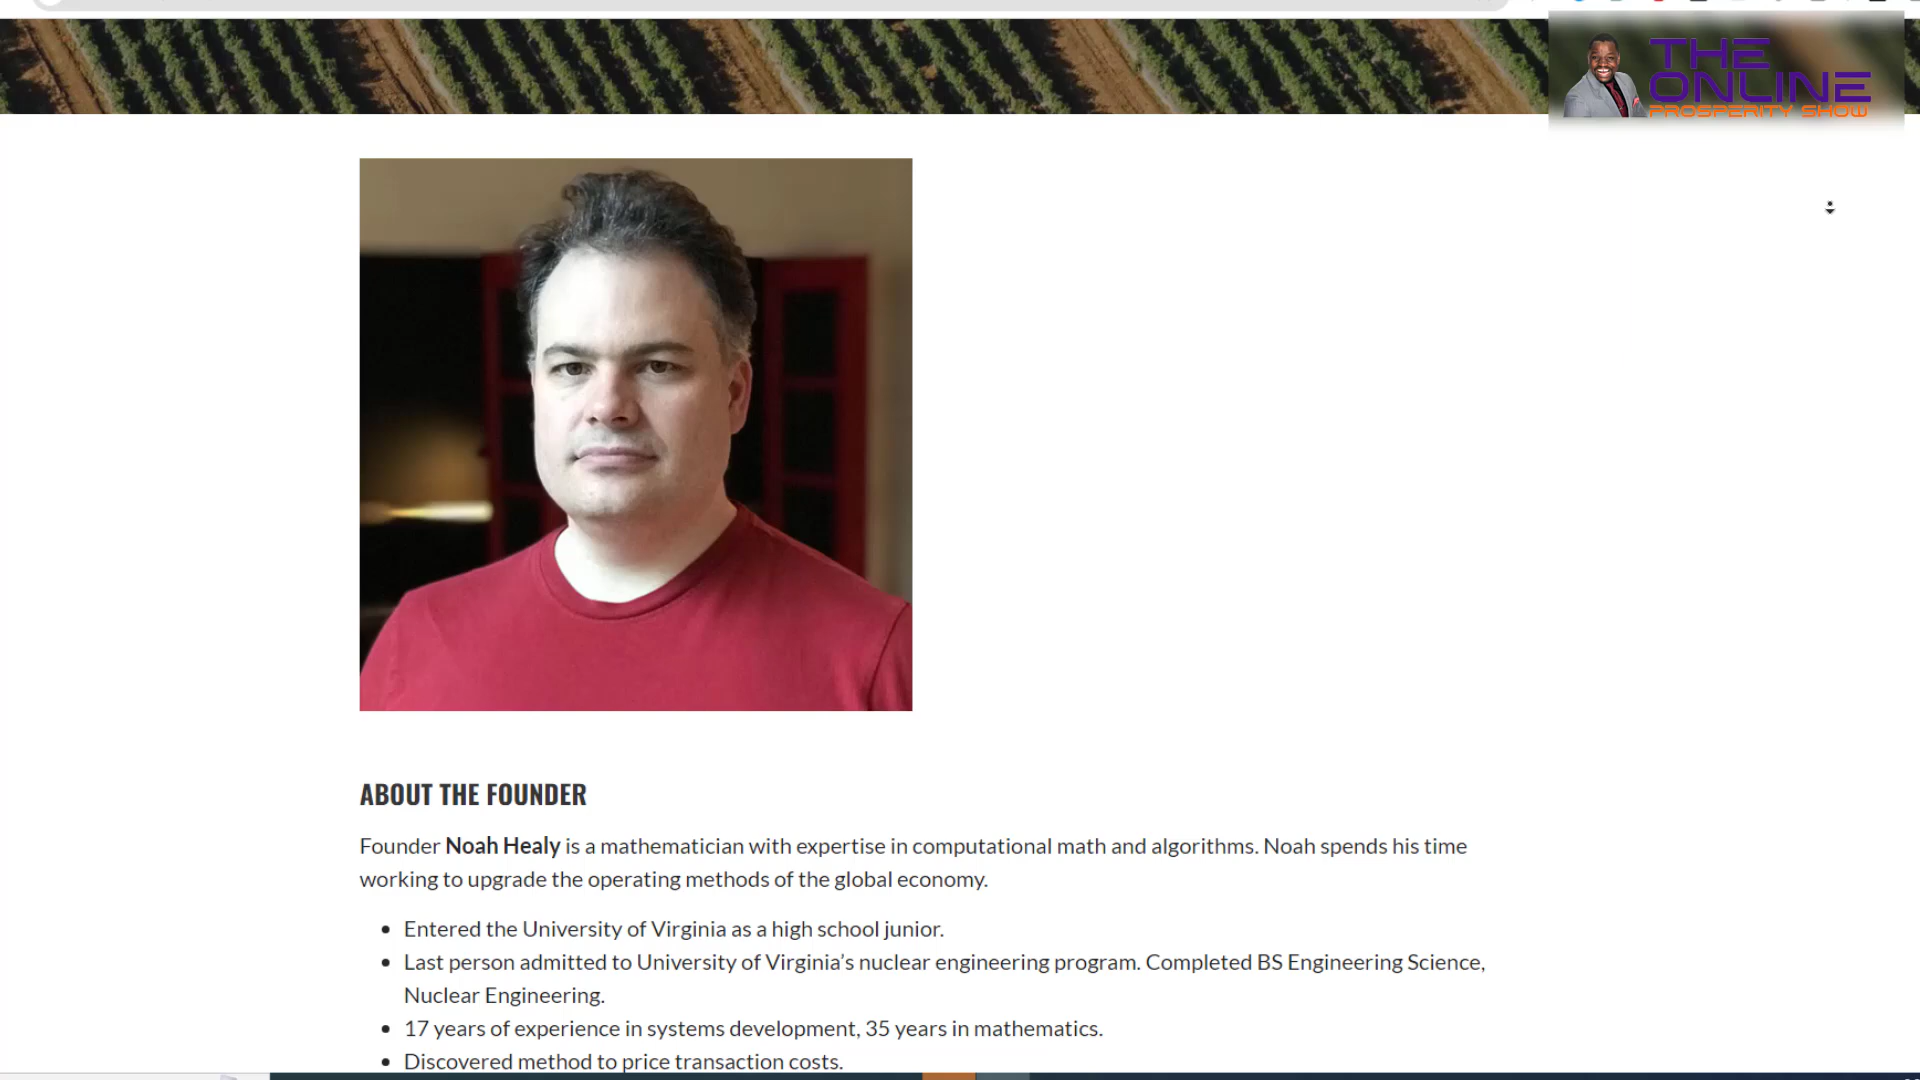 THE
ONLINE
PROSPERITY SHOW
ABOUT THE FOUNDER
Founder Noah Healy is a mathematician with expertise in computational math and algorithms. Noah spends his time
working to upgrade the operating methods of the global economy.
• Entered the University of Virginia as a high school junior.
• Last person admitted to University of Virginia’s nuclear engineering program. Completed BS Engineering Science,
Nuclear Engineering.
• 17 years of experience in systems development, 35 years in mathematics.
• Discovered method to price transaction costs.